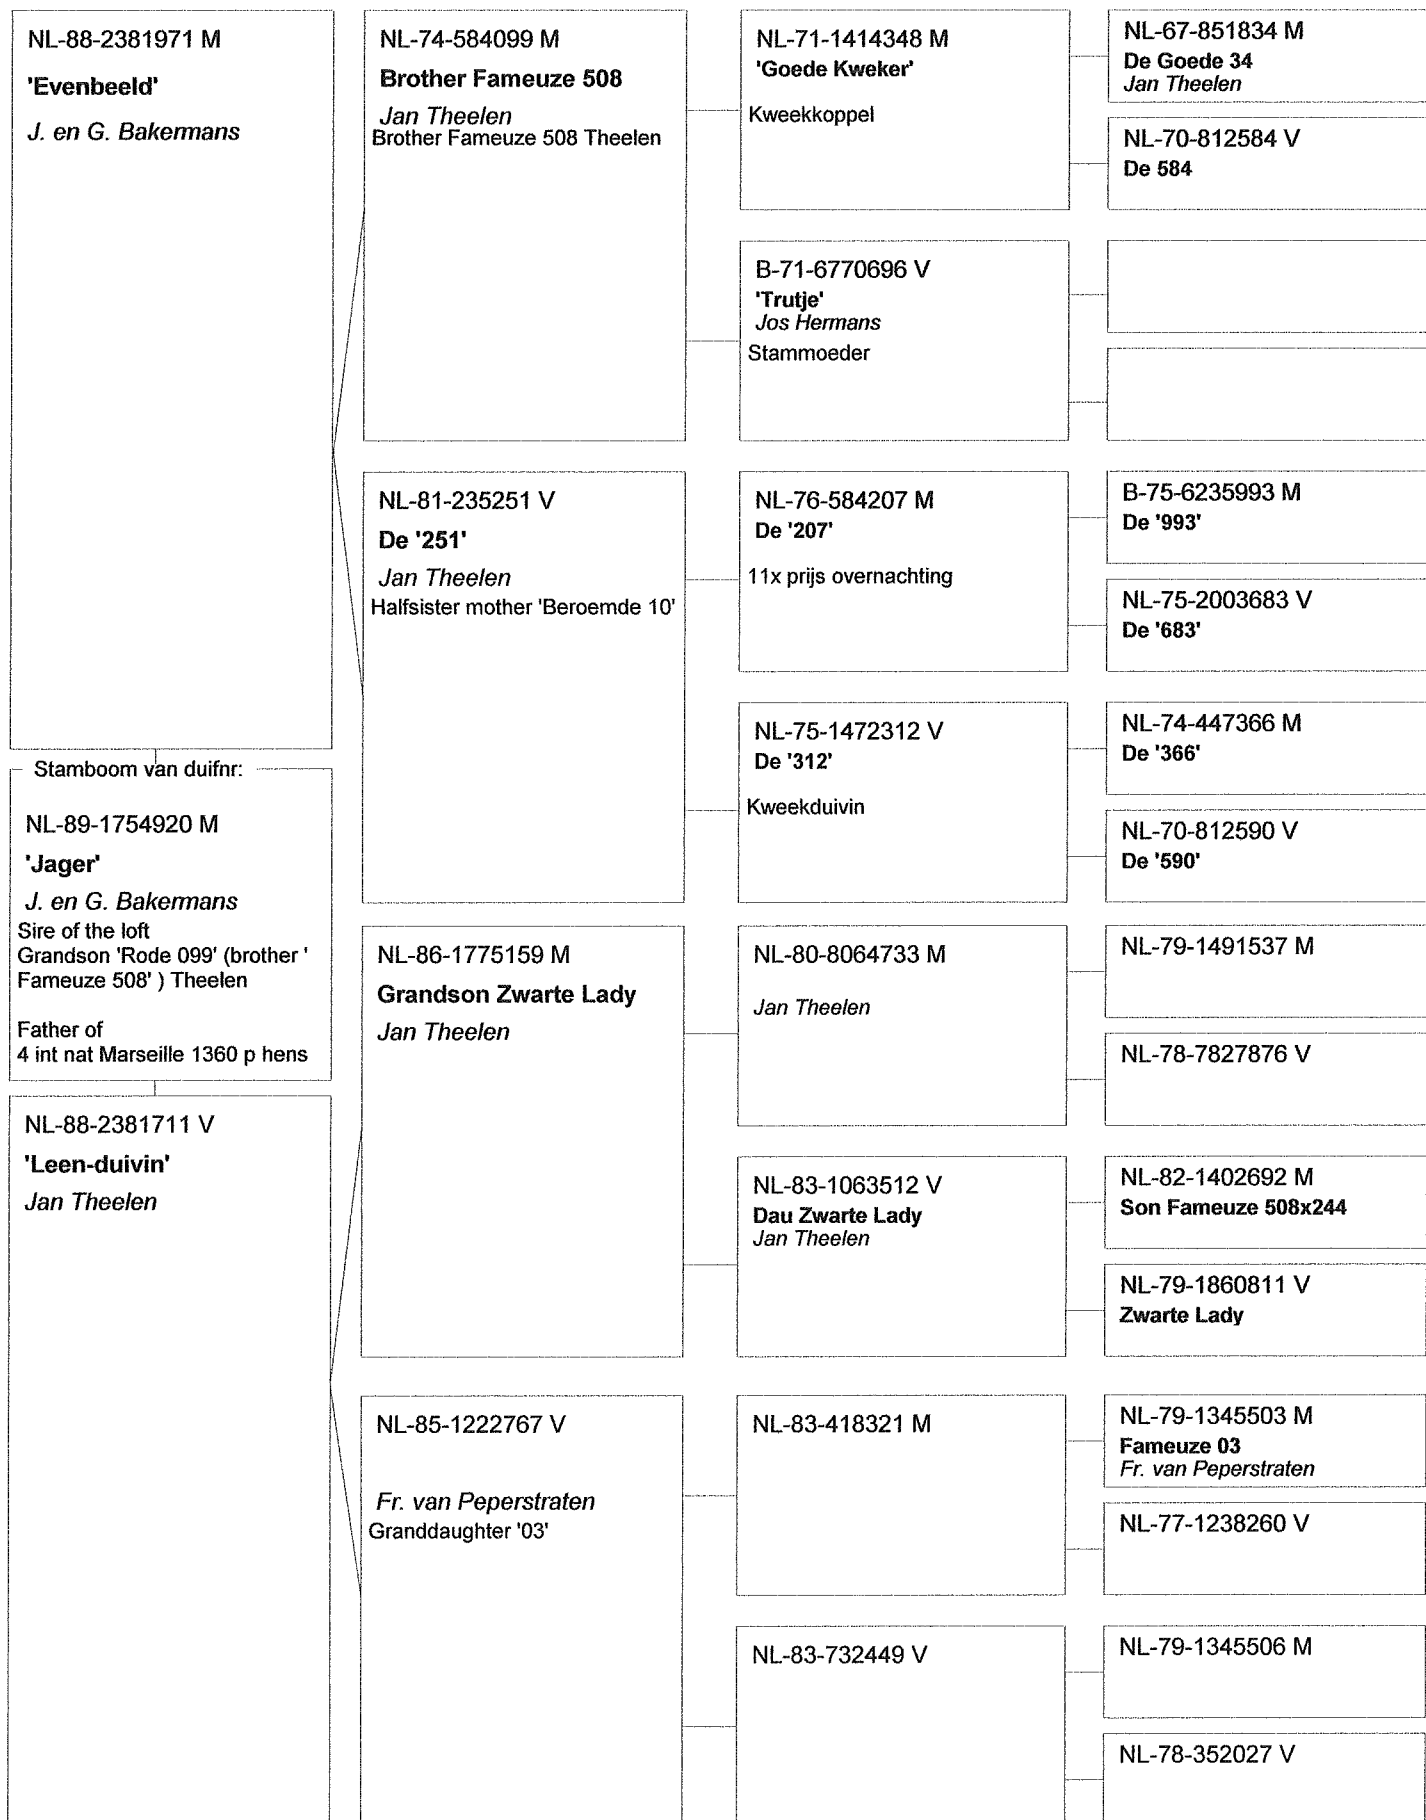 NL-88-2381971 M
'Evenbeeld'
J. en G. Bakermans
Stamboom van duifnr:
NL-89-1754920 M
'Jager'
J. en G. Bakermans
Sire of the loft
Grandson 'Rode 099' (brother '
Fameuze 508' ) Theelen
Father of
4 int nat Marseille 1360 p hens
NL-88-2381711 V
'Leen-duivin'
Jan Theelen
NL-74-584099 M
Brother Fameuze 508
Jan Theelen
Brother Fameuze 508 Theelen
NL-81-235251 V
De '251'
Jan Theelen
Halfsister mother 'Beroemde 10'
NL-86-1775159 M
Grandson Zwarte Lady
Jan Theelen
NL-85-1222767 V
Fr. van Peperstraten
Granddaughter '03'
NL-71-1414348 M
'Goede Kweker'
Kweekkoppel
B-71-6770696 V
'Trutje'
Jos Hermans
Stammoeder
NL-76-584207 M
De '207'
11x prijs overnachting
NL-75-1472312 V
De '312'
Kweekduivin
NL-80-8064733 M
Jan Theelen
NL-83-1063512 V
Dau Zwarte Lady
Jan Theelen
NL-83-418321 M
NL-83-732449 V
NL-67-851834 M
De Goede 34
Jan Theelen
NL-70-812584 V
De 584
B-75-6235993 M
De '993'
NL-75-2003683 V
De '683'
NL-74-447366 M
De '366'
NL-70-812590 V
De '590'
NL-79-1491537 M
NL-78-7827876 V
NL-82-1402692 M
Son Fameuze 508x244
NL-79-1860811 V
Zwarte Lady
NL-79-1345503 M
Fameuze 03
Fr. van Peperstraten
NL-77-1238260 V
NL-79-1345506 M
NL-78-352027 V